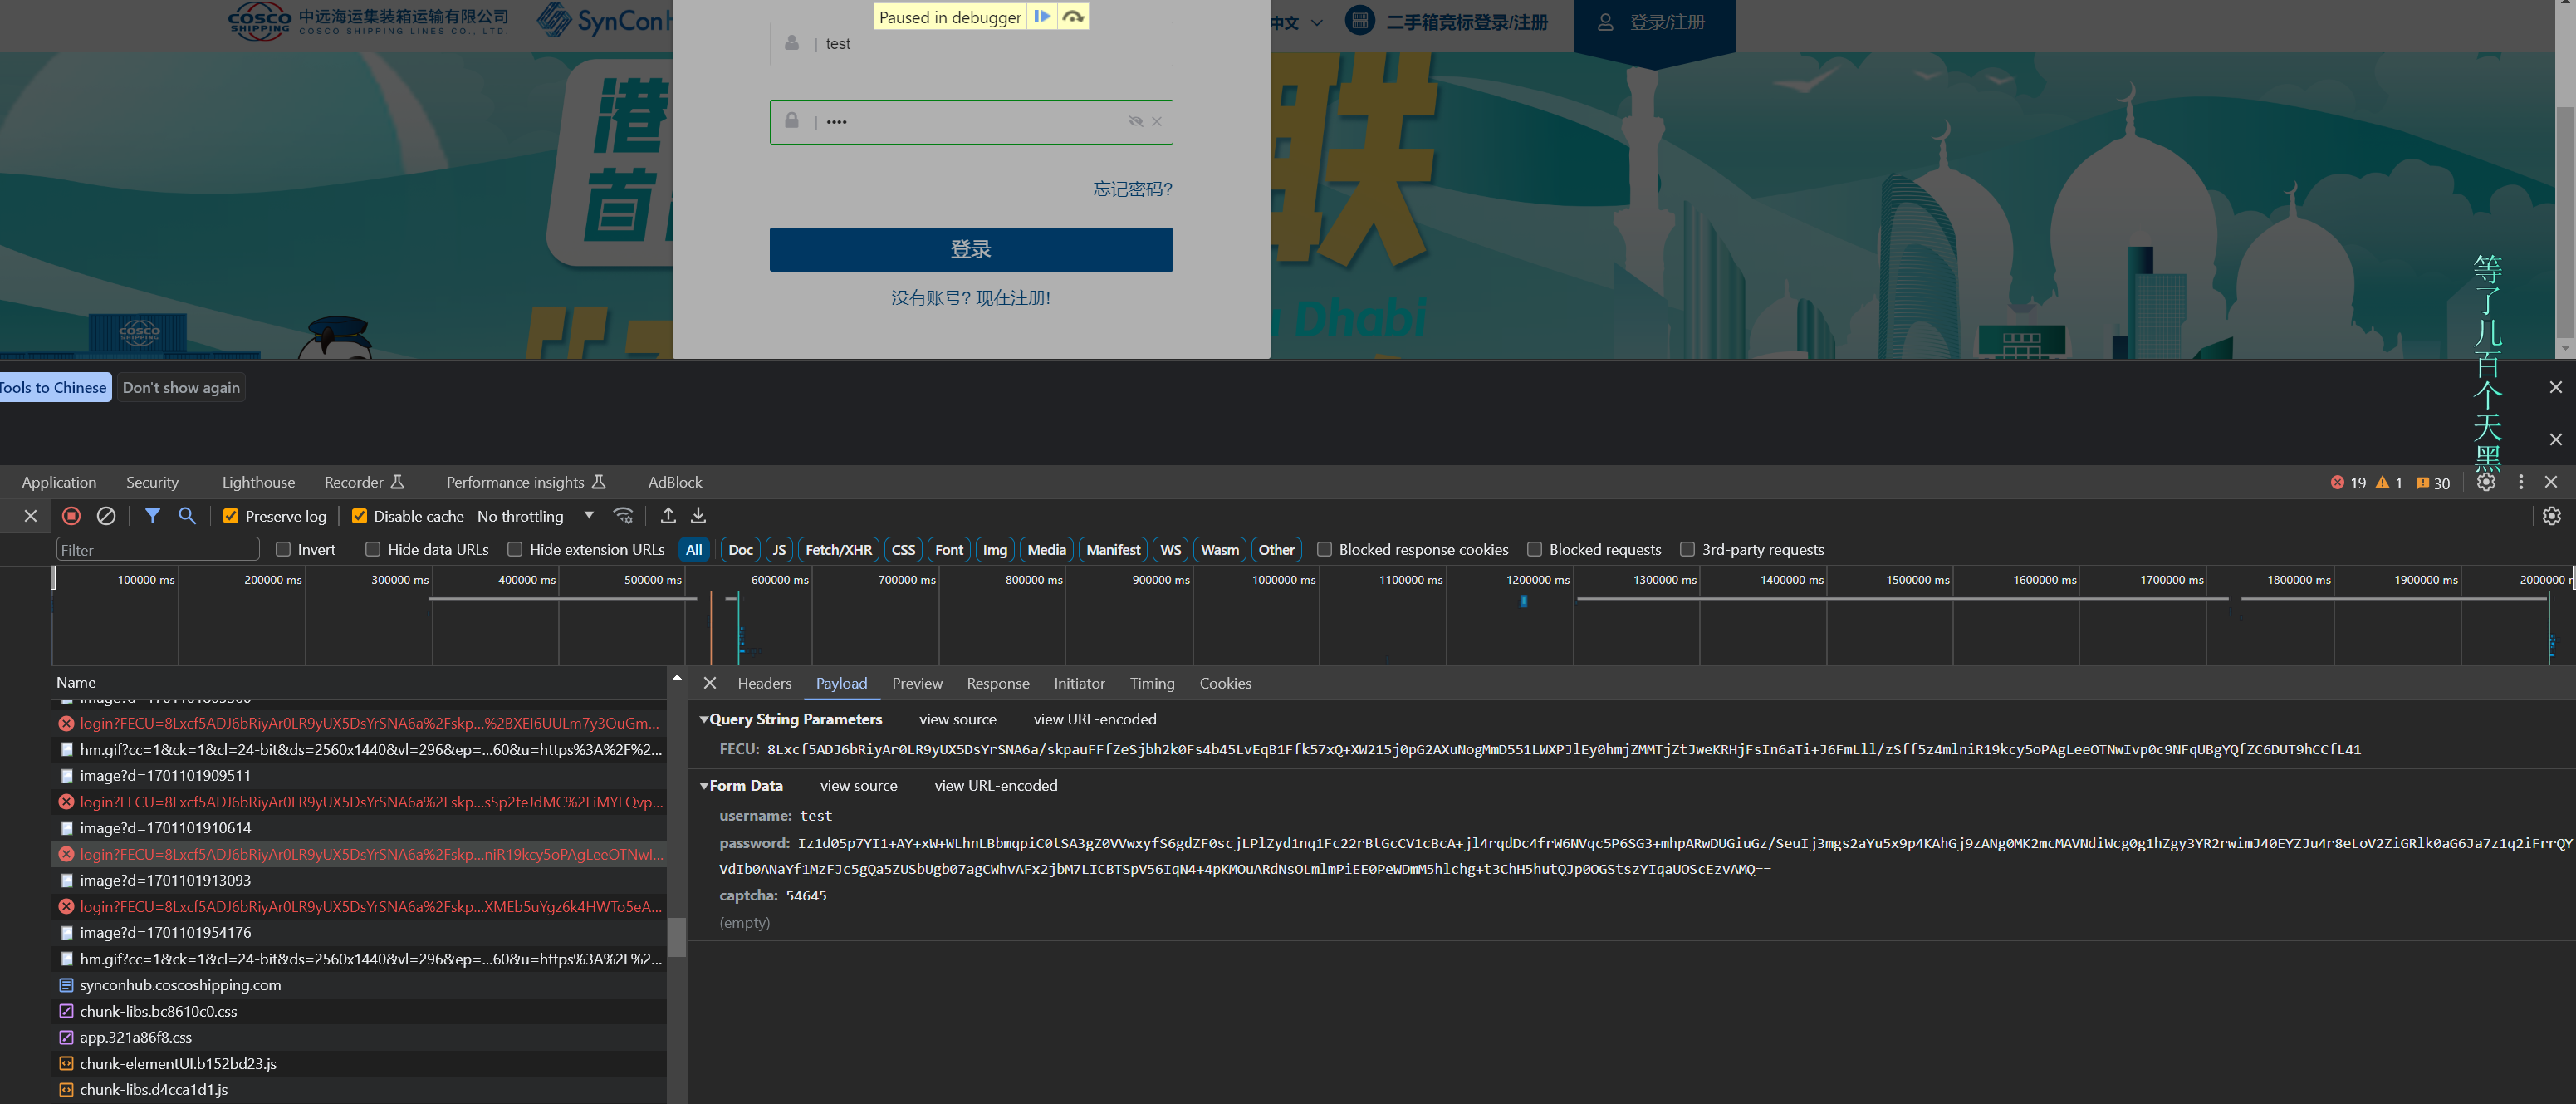 COSCO
SHIPPING
中远海运集装箱运输有限公司
COSCO SHIPPING LINES CO., LTD.
SynConH
Paused in debugger
中文
二手箱竞标登录/注册
登录/注册
test
••••
忘记密码?
登录
没有账号? 现在注册!
港
首
联
Dhabi
COSCO
SHIPPING
等了几百个天黑
Tools to Chinese
Don't show again
Application
Security
Lighthouse
Recorder
Performance insights
AdBlock
19
1
30
Preserve log
Disable cache
No throttling
Filter
Invert
Hide data URLs
Hide extension URLs
All
Doc
JS
Fetch/XHR
CSS
Font
Img
Media
Manifest
WS
Wasm
Other
Blocked response cookies
Blocked requests
3rd-party requests
100000 ms
200000 ms
300000 ms
400000 ms
500000 ms
600000 ms
700000 ms
800000 ms
900000 ms
1000000 ms
1100000 ms
1200000 ms
1300000 ms
1400000 ms
1500000 ms
1600000 ms
1700000 ms
1800000 ms
1900000 ms
2000000 m
Name
login?FECU=8Lxcf5ADJ6bRiyAr0LR9yUX5DsYrSNA6a%2Fskp...%2BXEI6UULm7y3OuGm...
hm.gif?cc=1&ck=1&cl=24-bit&ds=2560x1440&vl=296&ep=...60&u=https%3A%2F%2...
image?d=1701101909511
login?FECU=8Lxcf5ADJ6bRiyAr0LR9yUX5DsYrSNA6a%2Fskp...sSp2teJdMC%2FiMYLQvp...
image?d=1701101910614
login?FECU=8Lxcf5ADJ6bRiyAr0LR9yUX5DsYrSNA6a%2Fskp...niR19kcy5oPAgLeeOTNwI...
image?d=1701101913093
login?FECU=8Lxcf5ADJ6bRiyAr0LR9yUX5DsYrSNA6a%2Fskp...XMEb5uYgz6k4HWTo5eA...
image?d=1701101954176
hm.gif?cc=1&ck=1&cl=24-bit&ds=2560x1440&vl=296&ep=...60&u=https%3A%2F%2...
synconhub.coscoshipping.com
chunk-libs.bc8610c0.css
app.321a86f8.css
chunk-elementUI.b152bd23.js
chunk-libs.d4cca1d1.js
Headers
Payload
Preview
Response
Initiator
Timing
Cookies
Query String Parameters
view source
view URL-encoded
FECU: 8Lxcf5ADJ6bRiyAr0LR9yUX5DsYrSNA6a/skpauFFfZeSjbh2k0Fs4b45LvEqB1Ffk57xQ+XW215j0pG2AXuNogMmD551LWXPJlEy0hmjZMMTjZtJweKRHjFsIn6aTi+J6FmLll/zSff5z4mlniR19kcy5oPAgLeeOTNwIvp0c9NFqUBgYQfZC6DUT9hCCfL41
Form Data
view source
view URL-encoded
username: test
password: Iz1d05p7YI1+AY+xW+WLhnLBbmqpiC0tSA3gZ0VVwxyfS6gdZF0scjLPlZyd1nq1Fc22rBtGcCV1cBcA+jl4rqdDc4frW6NVqc5P6SG3+mhpARwDUGiuGz/SeuIj3mgs2aYu5x9p4KAhGj9zANg0MK2mcMAVNdiWcg0g1hZgy3YR2rwimJ40EYZJu4r8eLoV2ZiGRlk0aG6Ja7z1q2iFrrQY
VdIb0ANaYf1MzFJc5gQa5ZUSbUgb07agCWhvAFx2jbM7LICBTSpV56IqN4+4pKMOuARdNsOLmlmPiEE0PeWDmM5hlchg+t3ChH5hutQJp0OGStszYIqaUOScEzvAMQ==
captcha: 54645
(empty)